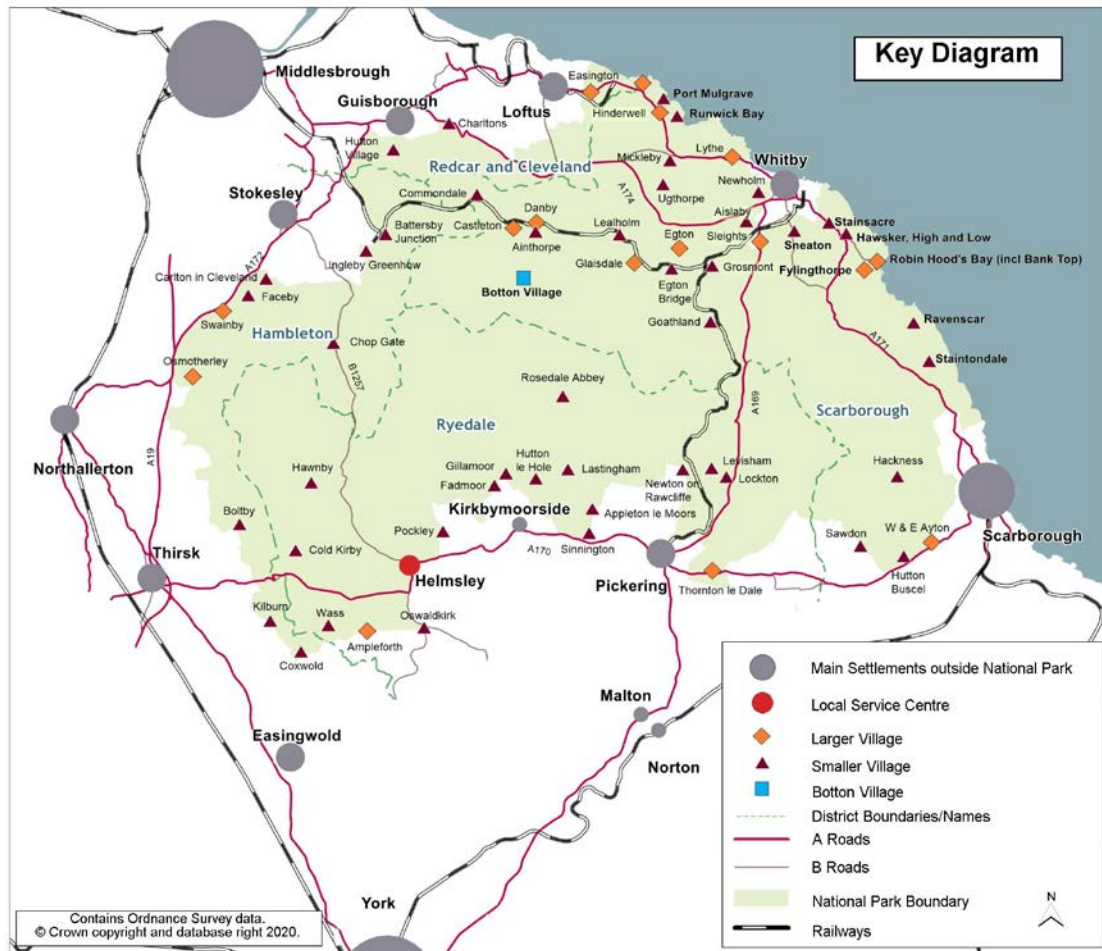 Key Diagram
Middlesbrough
Easington
Port Mulgrave
Loftus
Guisborough
Hinderwell
Runwick Bay
Charltons
Hutton
Village
Redcar and Cleveland
Mickleby
Lythe
Whitby
Stokesley
Commondale
Ugthorpe
Newholm
A174
Danby
Aislaby
Battersby
Junction
Castleton
Ainthorpe
Lealholm
Egton
Sleights
Stainsacre
Sneaton
Hawsker, High and Low
Ingleby Greenhow
Robin Hood's Bay (incl Bank Top)
A172
Glaisdale
Grosmont
Fylingthorpe
Carlton in Cleveland
Botton Village
Egton
Bridge
Faceby
Swainby
Goathland
Ravenscar
Hambleton
Chop Gate
A171
Osmotherley
Staintondale
B1257
Rosedale Abbey
A169
Scarborough
Ryedale
Northallerton
A19
Hawnby
Gillamoor
Hutton
le Hole
Lastingham
Levisham
Hackness
Fadmoor
Newton on
Rawcliffe
Lockton
Kirkbymoorside
Appleton le Moors
Boltby
Pockley
W & E Ayton
Scarborough
Sawdon
Cold Kirby
A170
Sinnington
Thirsk
Helmsley
Pickering
Hutton
Buscel
Thornton le Dale
Kilburn
Wass
Oswaldkirk
Ampleforth
Coxwold
Malton
Easingwold
Norton
York
Main Settlements outside National Park
Local Service Centre
Larger Village
Smaller Village
Botton Village
District Boundaries/Names
A Roads
B Roads
National Park Boundary
Railways
N
Contains Ordnance Survey data.
© Crown copyright and database right 2020.